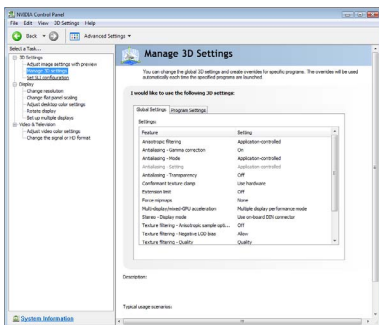 NVIDIA Control Panel
File Edit View 3D Settings Help
Back Advanced Settings
Select a Task...
3D Settings
Adjust image settings with preview
Manage 3D settings
Set SLI configuration
Display
Change resolution
Change flat panel scaling
Adjust desktop color settings
Rotate display
Set up multiple displays
Video & Television
Adjust video color settings
Change the signal or HD format
System Information
Manage 3D Settings
You can change the global 3D settings and create overrides for specific programs. The overrides will be used
automatically each time the specified programs are launched.
I would like to use the following 3D settings:
Global Settings Program Settings
Settings:
Feature Setting
Anisotropic filtering Application-controlled
Antialiasing - Gamma correction On
Antialiasing - Mode Application-controlled
Antialiasing - Setting Application-controlled
Antialiasing - Transparency Off
Conformant texture clamp Use hardware
Extension limit Off
Force mipmaps None
Multi-display/mixed-GPU acceleration Multiple display performance mode
Stereo - Display mode Use on-board DIN connector
Texture filtering - Anisotropic sample opti... Off
Texture filtering - Negative LOD bias Allow
Texture filtering - Quality Quality
Description:
Typical usage scenarios: